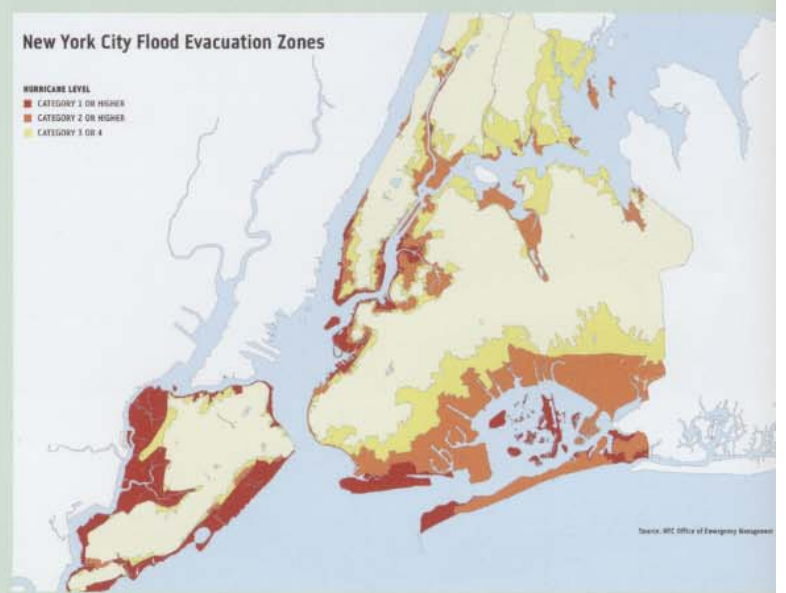 New York City Flood Evacuation Zones
HURRICANE LEVEL
CATEGORY 1 OR HIGHER
CATEGORY 2 OR HIGHER
CATEGORY 3 OR 4
Source: NYC Office of Emergency Management